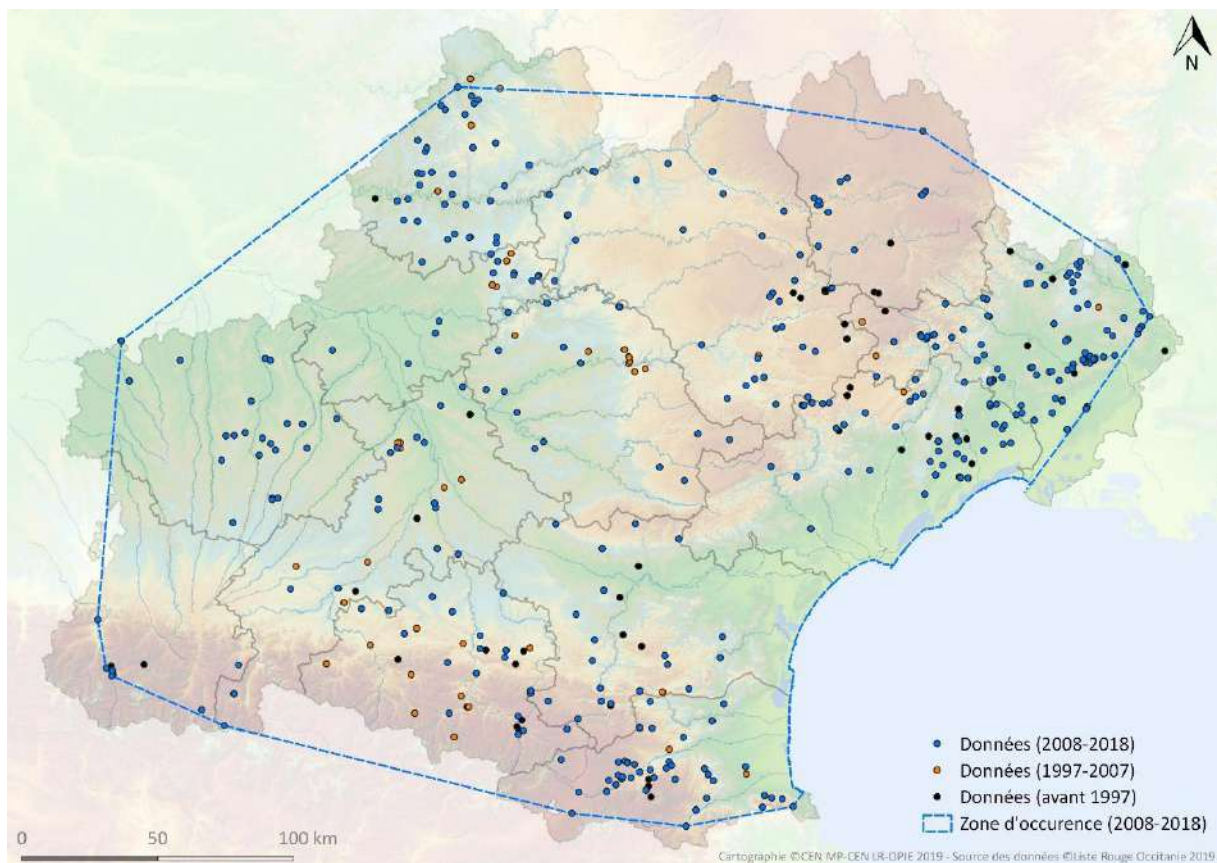 N
Données (2008-2018)
Données (1997-2007)
Données (avant 1997)
Zone d'occurence (2008-2018)
0 50 100 km
Cartographie ©CEN MP-CEN LR-OPIE 2019 - Source des données ©Liste Rouge Occitanie 2019